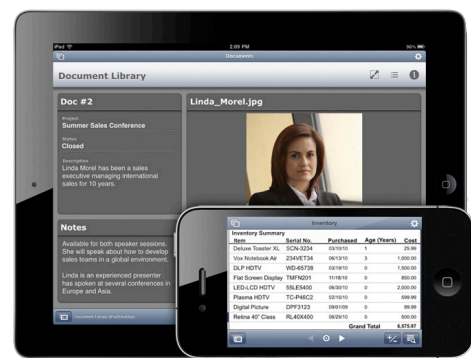 iPad
2:09 PM
90%
Documents
Document Library
Doc #2
Project
Summer Sales Conference
Status
Closed
Description
Linda Morel has been a sales
executive managing international
sales for 10 years.
Notes
Available for both speaker sessions.
She will speak about how to develop
sales teams in a global environment.
Linda is an experienced presenter
has spoken at several conferences in
Europe and Asia.
Linda_Morel.jpg
Inventory
Inventory Summary
Item Serial No. Purchased Age (Years) Cost
Deluxe Toaster XL SCN-3234 03/10/10 1 25.99
Vox Notebook Air 234VET34 06/13/10 3 1,000.00
DLP HDTV WD-65738 03/19/10 0 1,500.00
Flat Screen Display TMFN201 11/18/10 0 850.00
LED-LCD HDTV 55LE5400 06/30/10 0 2,000.00
Plasma HDTV TC-P46C2 02/15/10 0 599.99
Digital Picture DPF3123 09/01/09 0 99.99
Retina 40" Class RL40X400 06/25/10 0 500.00
Grand Total 6,575.97